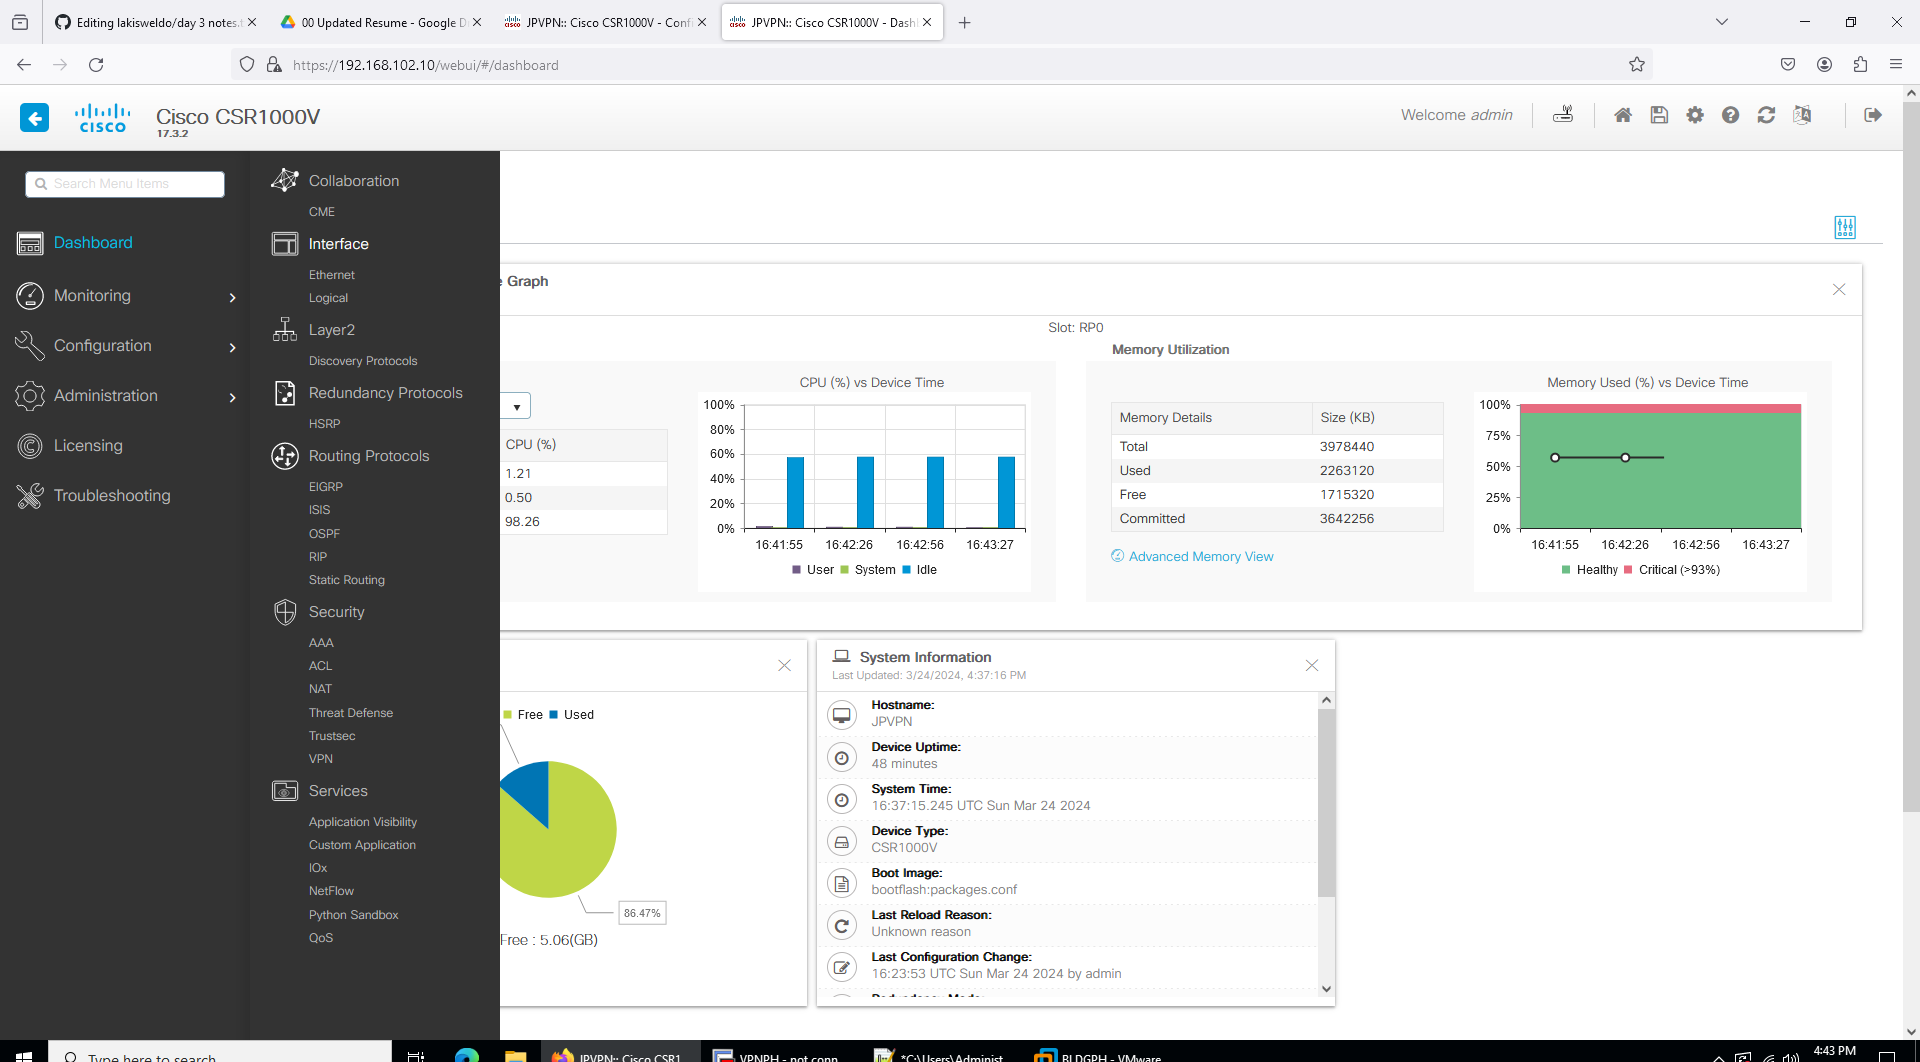 Editing lakisweldo/day 3 notes.t
00 Updated Resume - Google D
JPVPN:: Cisco CSR1000V - Conf
JPVPN:: Cisco CSR1000V - Dash
https://192.168.102.10/webui/#/dashboard
CISCO
Cisco CSR1000V
17.3.2
Welcome admin
Search Menu Items
Dashboard
Monitoring
Configuration
Administration
Licensing
Troubleshooting
Collaboration
CME
Interface
Ethernet
Logical
Layer2
Discovery Protocols
Redundancy Protocols
HSRP
Routing Protocols
EIGRP
ISIS
OSPF
RIP
Static Routing
Security
AAA
ACL
NAT
Threat Defense
Trustsec
VPN
Services
Application Visibility
Custom Application
IOx
NetFlow
Python Sandbox
QoS
e Graph
Slot: RP0
CPU (%)
1.21
0.50
98.26
CPU (%) vs Device Time
100%
80%
60%
40%
20%
0%
16:41:55 16:42:26 16:42:56 16:43:27
User System Idle
Memory Utilization
Memory Details Size (KB)
Total 3978440
Used 2263120
Free 1715320
Committed 3642256
Advanced Memory View
Memory Used (%) vs Device Time
100%
75%
50%
25%
0%
16:41:55 16:42:26 16:42:56 16:43:27
Healthy Critical (>93%)
Free Used
86.47%
Free : 5.06(GB)
System Information
Last Updated: 3/24/2024, 4:37:16 PM
Hostname:
JPVPN
Device Uptime:
48 minutes
System Time:
16:37:15.245 UTC Sun Mar 24 2024
Device Type:
CSR1000V
Boot Image:
bootflash:packages.conf
Last Reload Reason:
Unknown reason
Last Configuration Change:
16:23:53 UTC Sun Mar 24 2024 by admin
Redundancy Mode:
Type here to search
JPVPN:: Cisco CSR1
VPNPH - not conn
*C:\Users\Administ
BLDGPH - VMware
4:43 PM